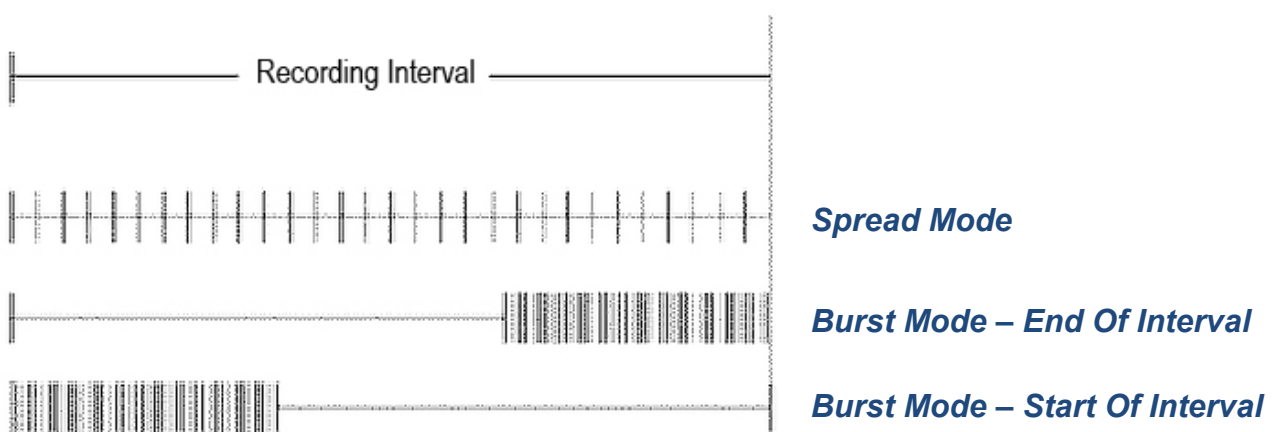 Recording Interval
Spread Mode
Burst Mode – End Of Interval
Burst Mode – Start Of Interval